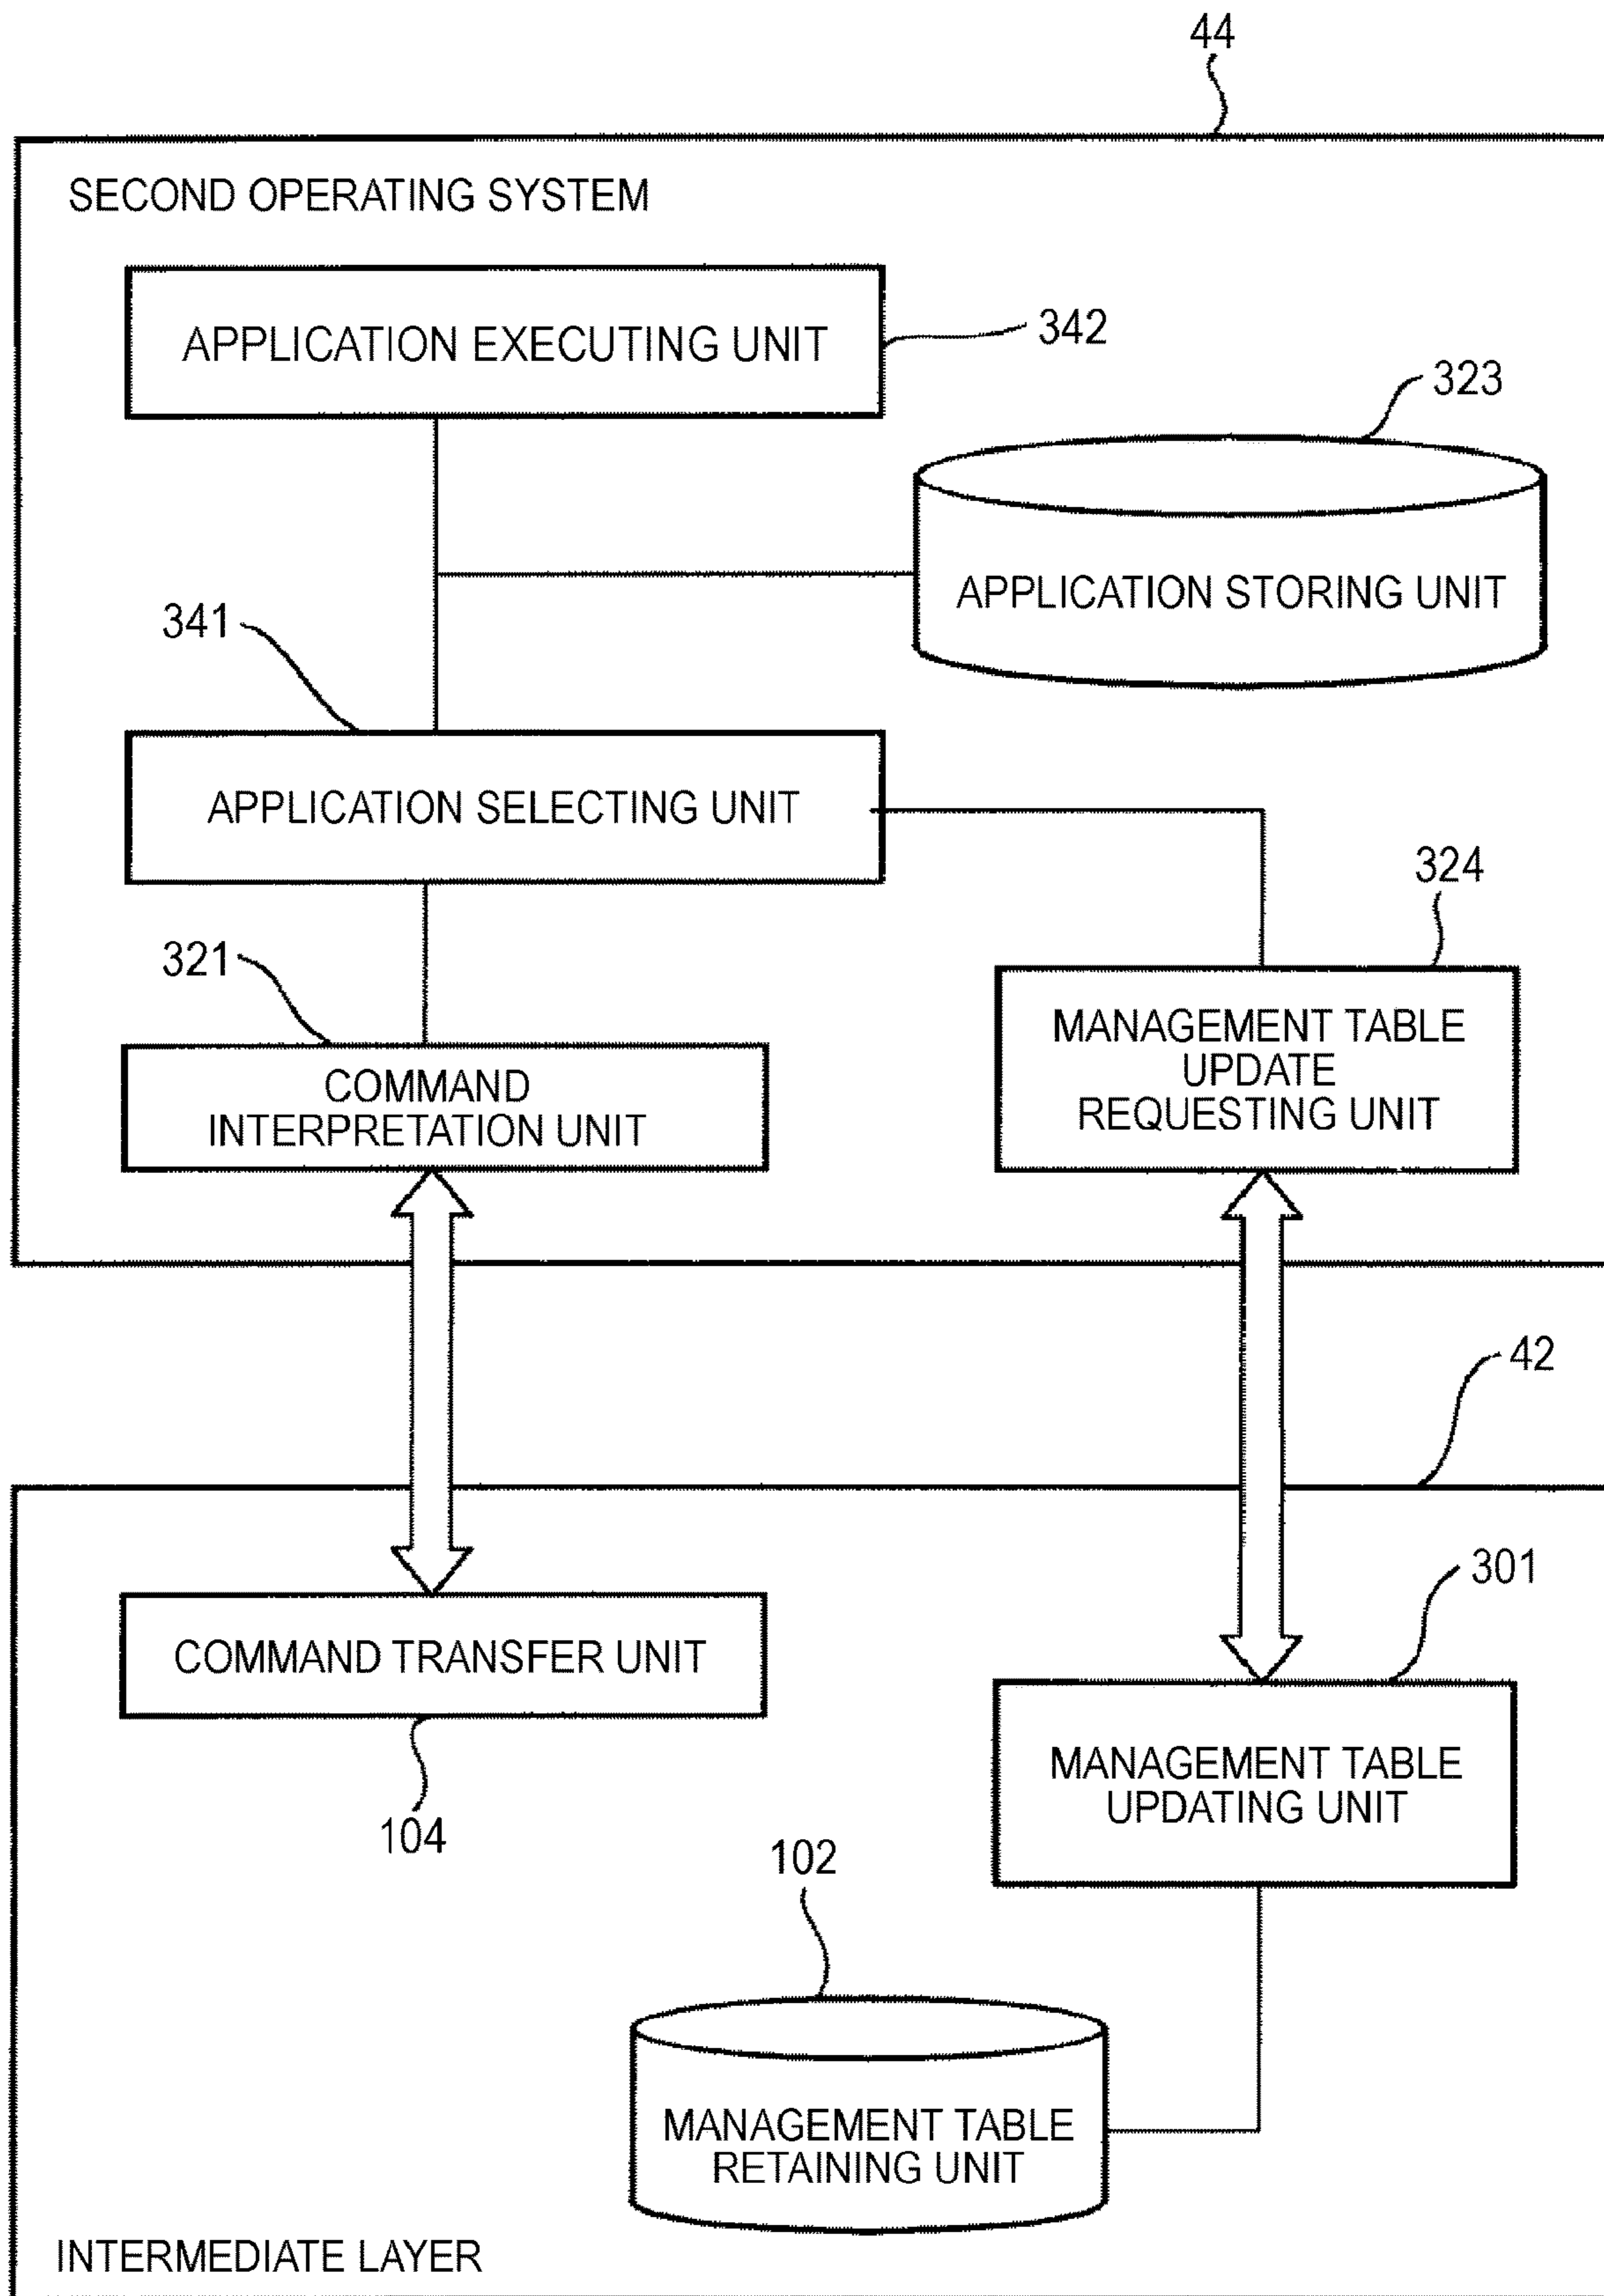 44
SECOND OPERATING SYSTEM
APPLICATION EXECUTING UNIT
342
323
APPLICATION STORING UNIT
341
APPLICATION SELECTING UNIT
324
321
MANAGEMENT TABLE
UPDATE
REQUESTING UNIT
COMMAND
INTERPRETATION UNIT
42
301
COMMAND TRANSFER UNIT
MANAGEMENT TABLE
UPDATING UNIT
104
102
MANAGEMENT TABLE
RETAINING UNIT
INTERMEDIATE LAYER